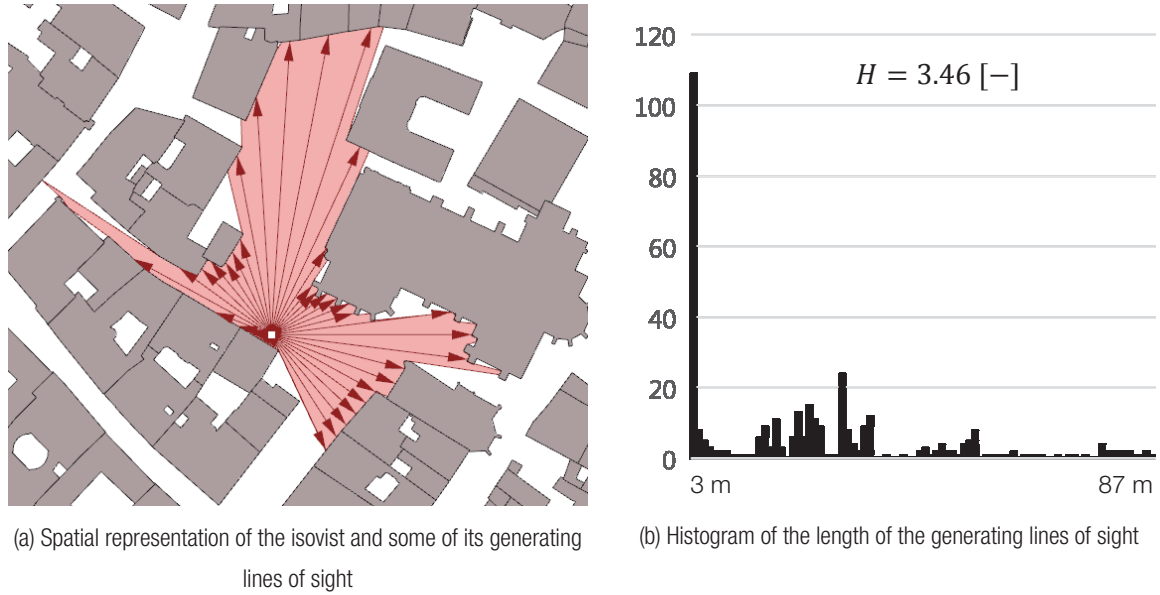 120
100
80
60
40
20
0
H = 3.46 [−]
3 m
87 m
(a) Spatial representation of the isovist and some of its generating
lines of sight
(b) Histogram of the length of the generating lines of sight